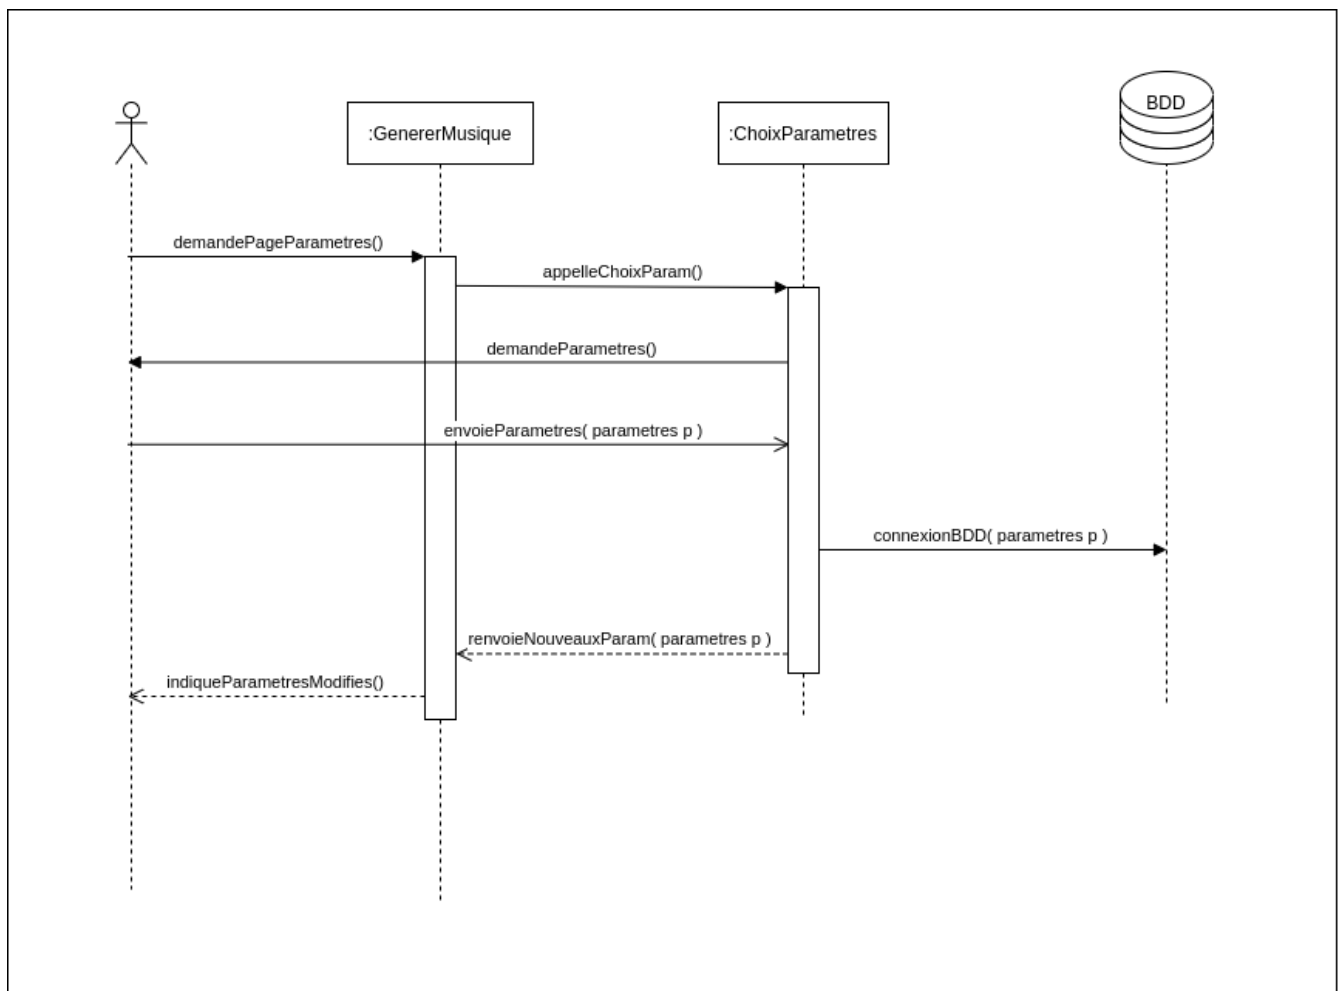 BDD
:GenererMusique
:ChoixParametres
demandePageParametres()
appelleChoixParam()
demandeParametres()
envoieParametres( parametres p )
connexionBDD( parametres p )
renvoieNouveauxParam( parametres p )
indiqueParametresModifies()